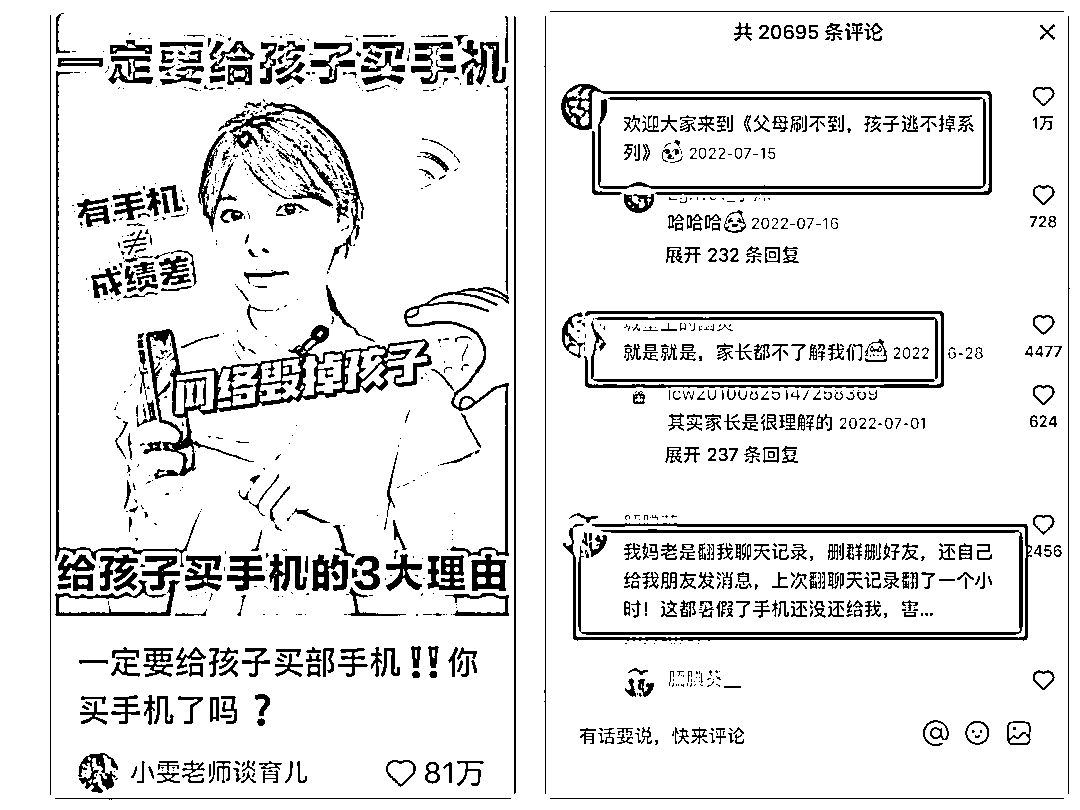 一定要给孩子买手机
有手机
≠
成绩差
网络毁掉孩子
给孩子买手机的3大理由
一定要给孩子买部手机‼️你
买手机了吗❓
小雯老师谈育儿
81万
共 20695 条评论
欢迎大家来到《父母刷不到，孩子逃不掉系
列》 2022-07-15
1万
哈哈哈 2022-07-16
728
展开 232 条回复
就是就是，家长都不了解我们 2022 6-28
4477
lcw20100825147258369
其实家长是很理解的 2022-07-01
624
展开 237 条回复
我妈老是翻我聊天记录，删群删好友，还自己
给我朋友发消息，上次翻聊天记录翻了一个小
时！这都暑假了手机还没还给我，害...
2456
有话要说，快来评论